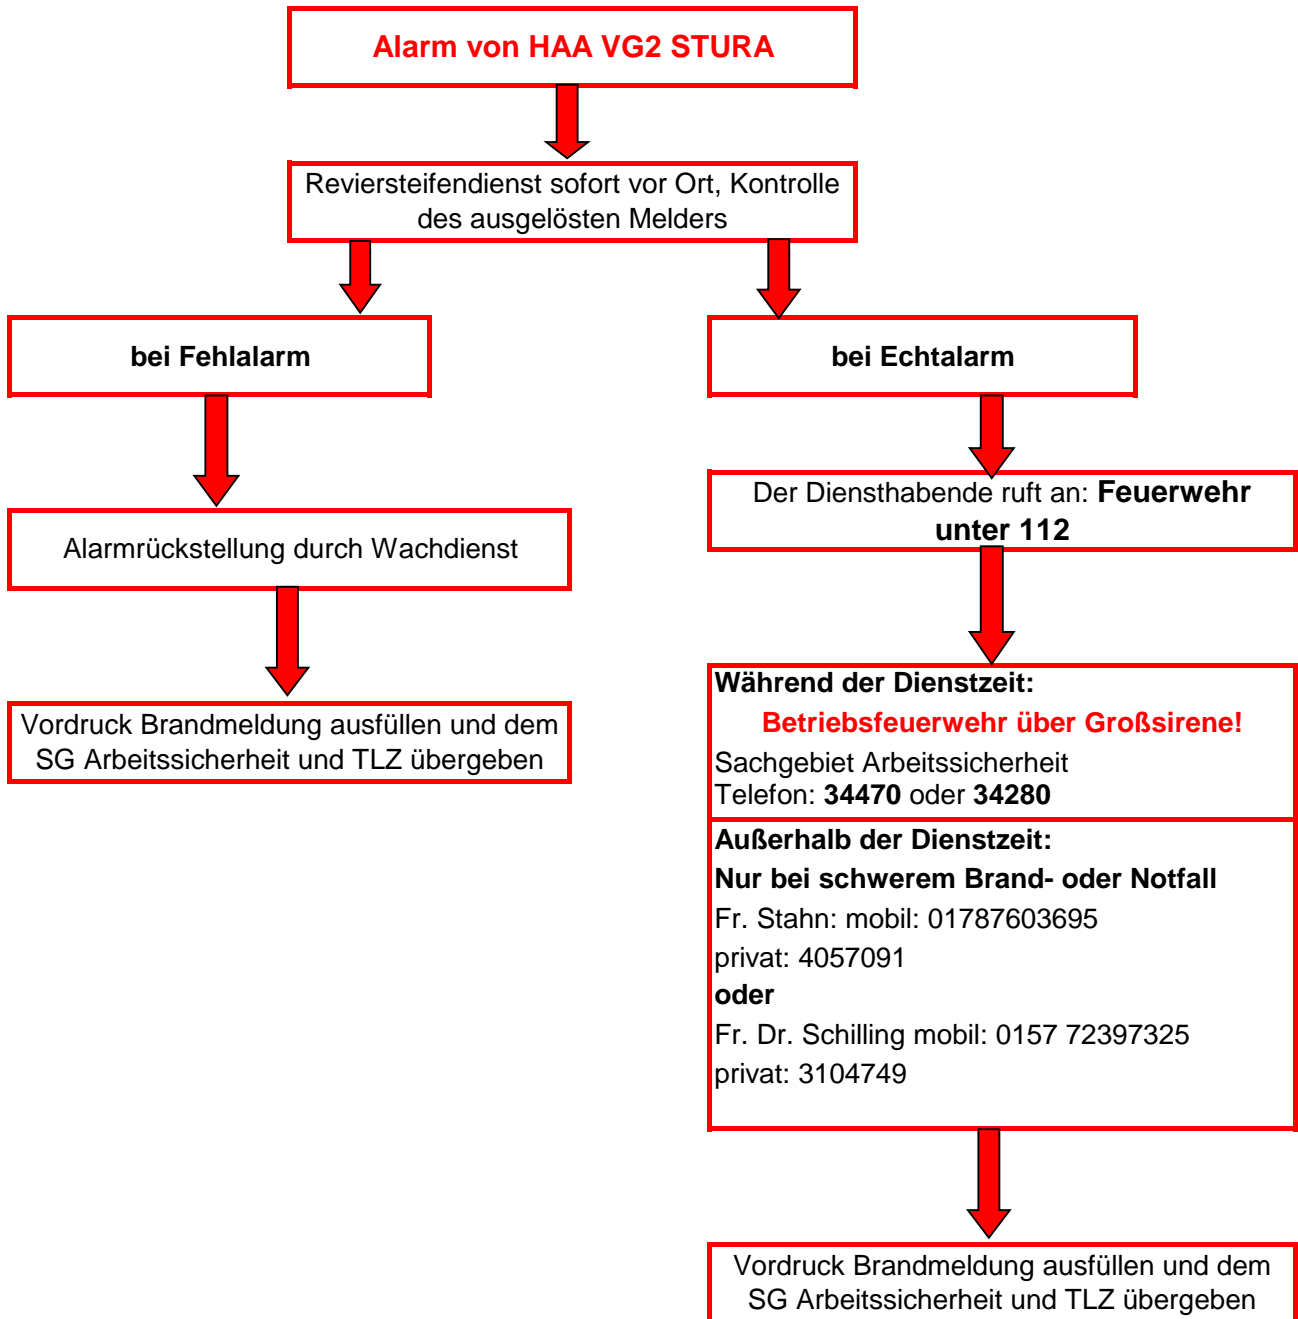 Alarm von HAA VG2 STURA
Reviersteifendienst sofort vor Ort, Kontrolle
des ausgelösten Melders
bei Fehlalarm
bei Echtalarm
Alarmrückstellung durch Wachdienst
Vordruck Brandmeldung ausfüllen und dem
SG Arbeitssicherheit und TLZ übergeben
Der Diensthabende ruft an: Feuerwehr
unter 112
Während der Dienstzeit:
Betriebsfeuerwehr über Großsirene!
Sachgebiet Arbeitssicherheit
Telefon: 34470 oder 34280
Außerhalb der Dienstzeit:
Nur bei schwerem Brand- oder Notfall
Fr. Stahn: mobil: 01787603695
privat: 4057091
oder
Fr. Dr. Schilling mobil: 0157 72397325
privat: 3104749
Vordruck Brandmeldung ausfüllen und dem
SG Arbeitssicherheit und TLZ übergeben